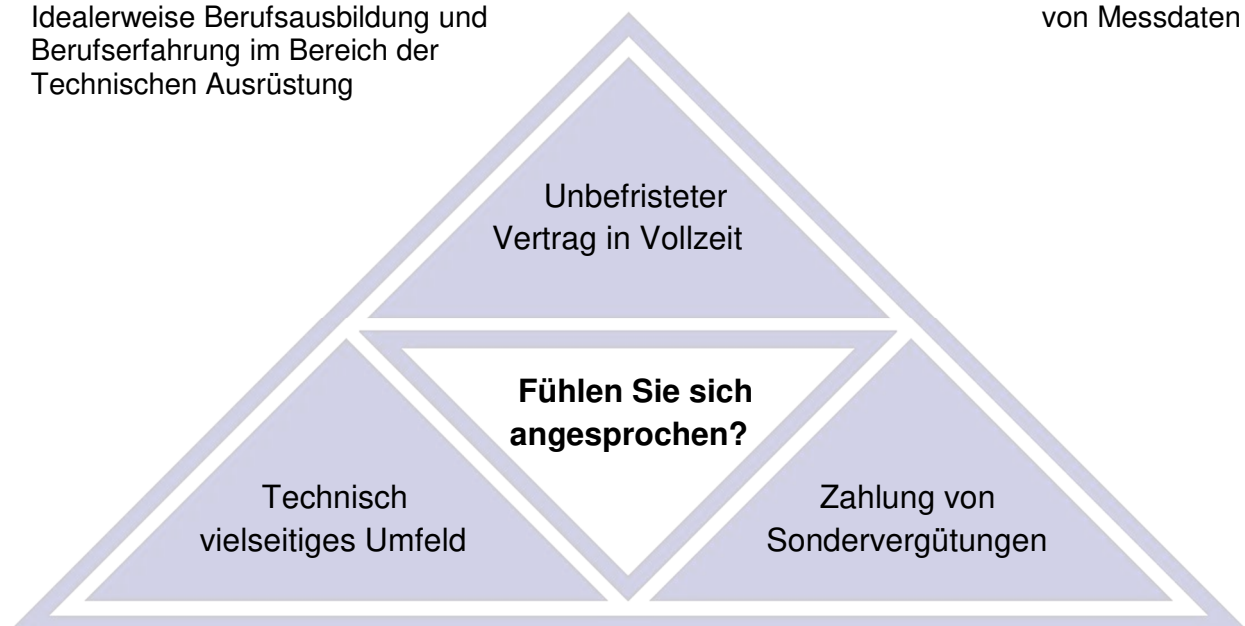 Idealerweise Berufsausbildung und
Berufserfahrung im Bereich der
Technischen Ausrüstung
von Messdaten
Unbefristeter
Vertrag in Vollzeit
Fühlen Sie sich
angesprochen?
Technisch
vielseitiges Umfeld
Zahlung von
Sondervergütungen